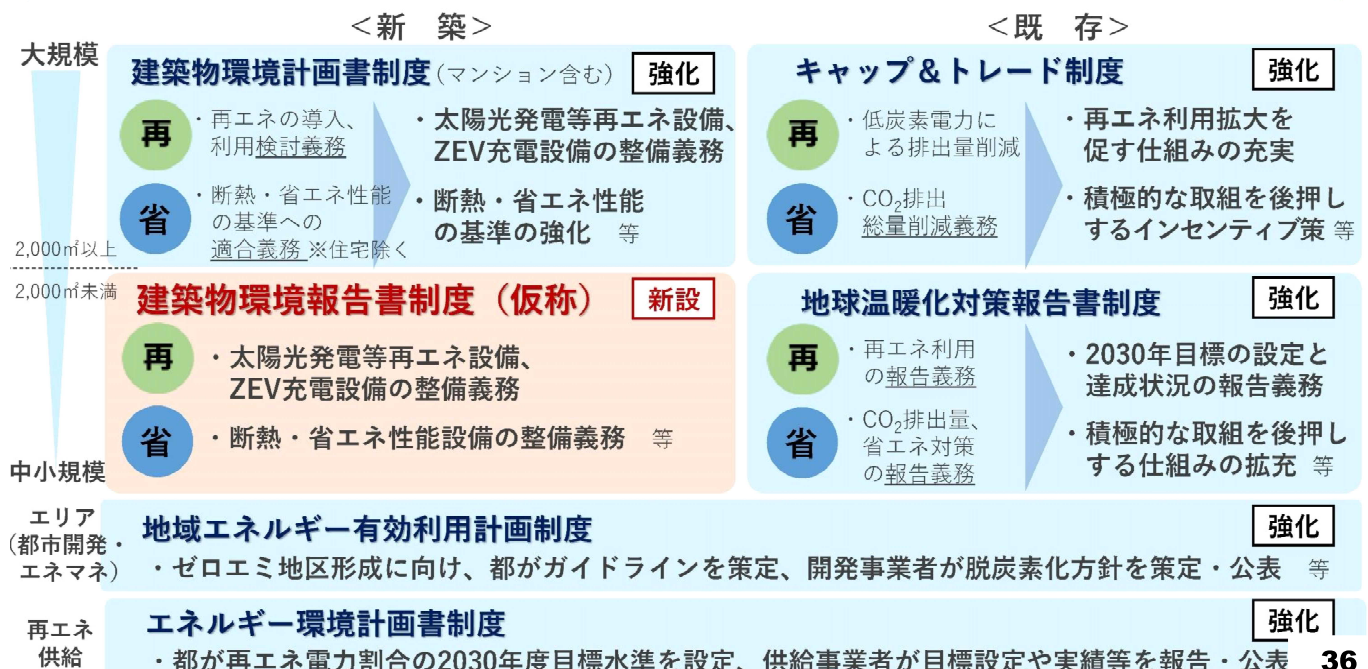 ＜新　築＞
＜既　存＞
大規模
建築物環境計画書制度(マンション含む)
強化
再
・再エネの導入、
利用検討義務
・太陽光発電等再エネ設備、
ZEV充電設備の整備義務
省
・断熱・省エネ性能
の基準への
適合義務 ※住宅除く
・断熱・省エネ性能
の基準の強化　等
キャップ＆トレード制度
強化
再
・低炭素電力に
よる排出量削減
・再エネ利用拡大を
促す仕組みの充実
省
・CO₂排出
総量削減義務
・積極的な取組を後押し
するインセンティブ策 等
2,000㎡以上
2,000㎡未満
建築物環境報告書制度（仮称）
新設
再
・太陽光発電等再エネ設備、
ZEV充電設備の整備義務
省
・断熱・省エネ性能設備の整備義務　等
地球温暖化対策報告書制度
強化
再
・再エネ利用
の報告義務
・2030年目標の設定と
達成状況の報告義務
省
・CO₂排出量、
省エネ対策
の報告義務
・積極的な取組を後押し
する仕組みの拡充　等
中小規模
エリア
(都市開発・
エネマネ)
地域エネルギー有効利用計画制度
強化
・ゼロエミ地区形成に向け、都がガイドラインを策定、開発事業者が脱炭素化方針を策定・公表　等
再エネ
供給
エネルギー環境計画書制度
強化
・都が再エネ電力割合の2030年度目標水準を設定、供給事業者が目標設定や実績等を報告・公表
36